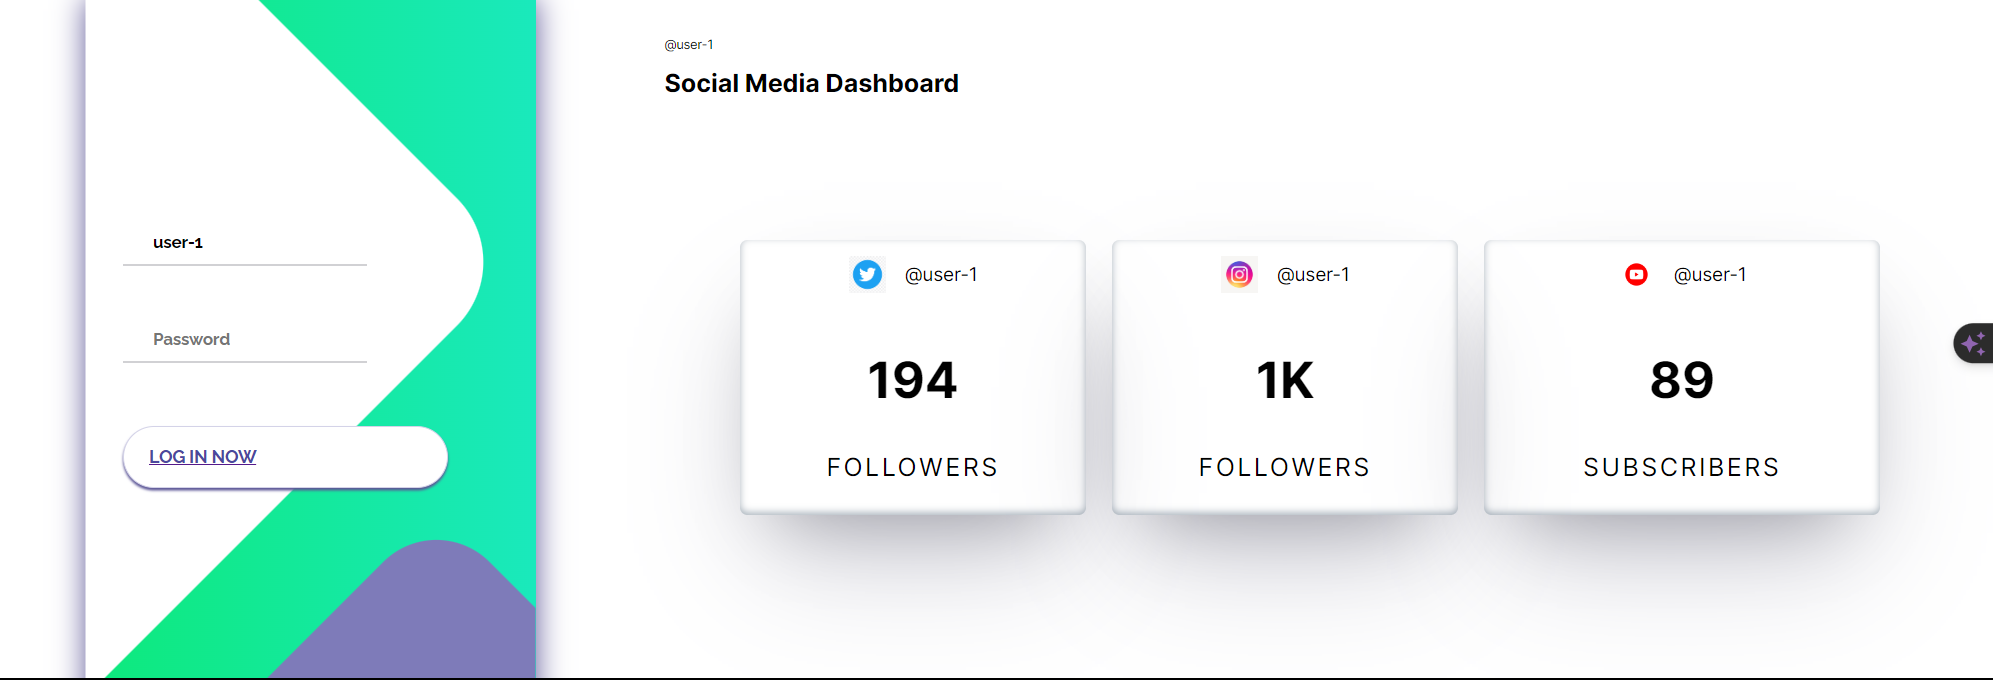 user-1
Password
LOG IN NOW
@user-1
Social Media Dashboard
@user-1
194
FOLLOWERS
@user-1
1K
FOLLOWERS
@user-1
89
SUBSCRIBERS